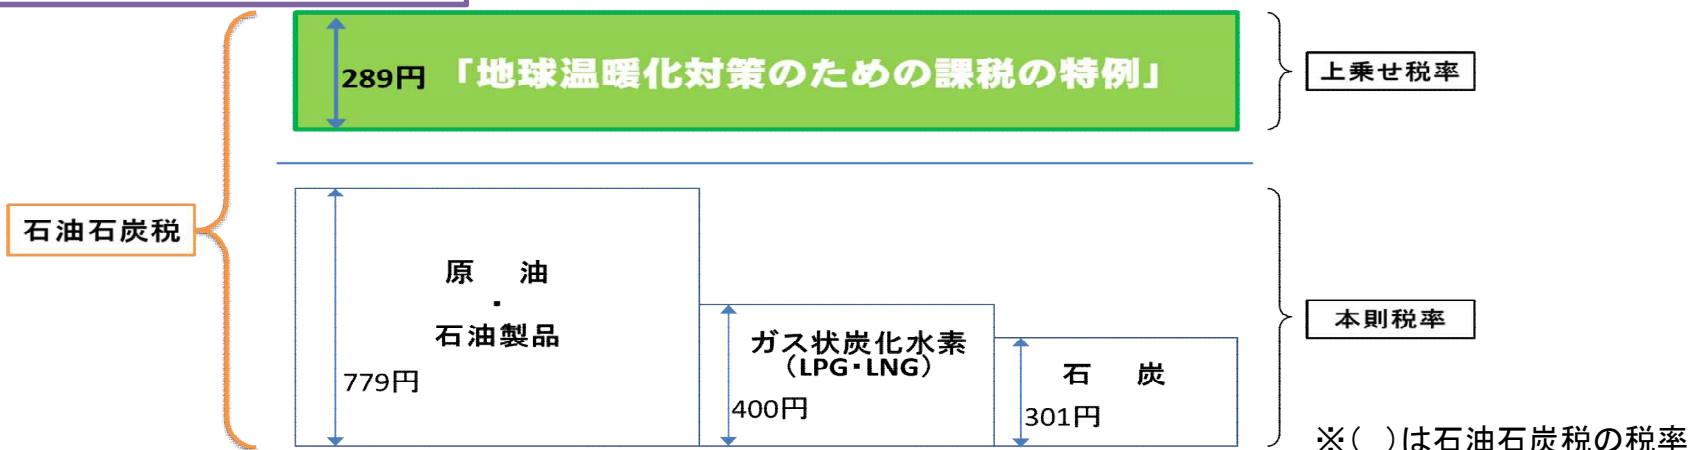 289円 「地球温暖化対策のための課税の特例」
上乗せ税率
石油石炭税
原 油
・
石油製品
779円
ガス状炭化水素
(LPG・LNG)
400円
石 炭
301円
本則税率
※( )は石油石炭税の税率